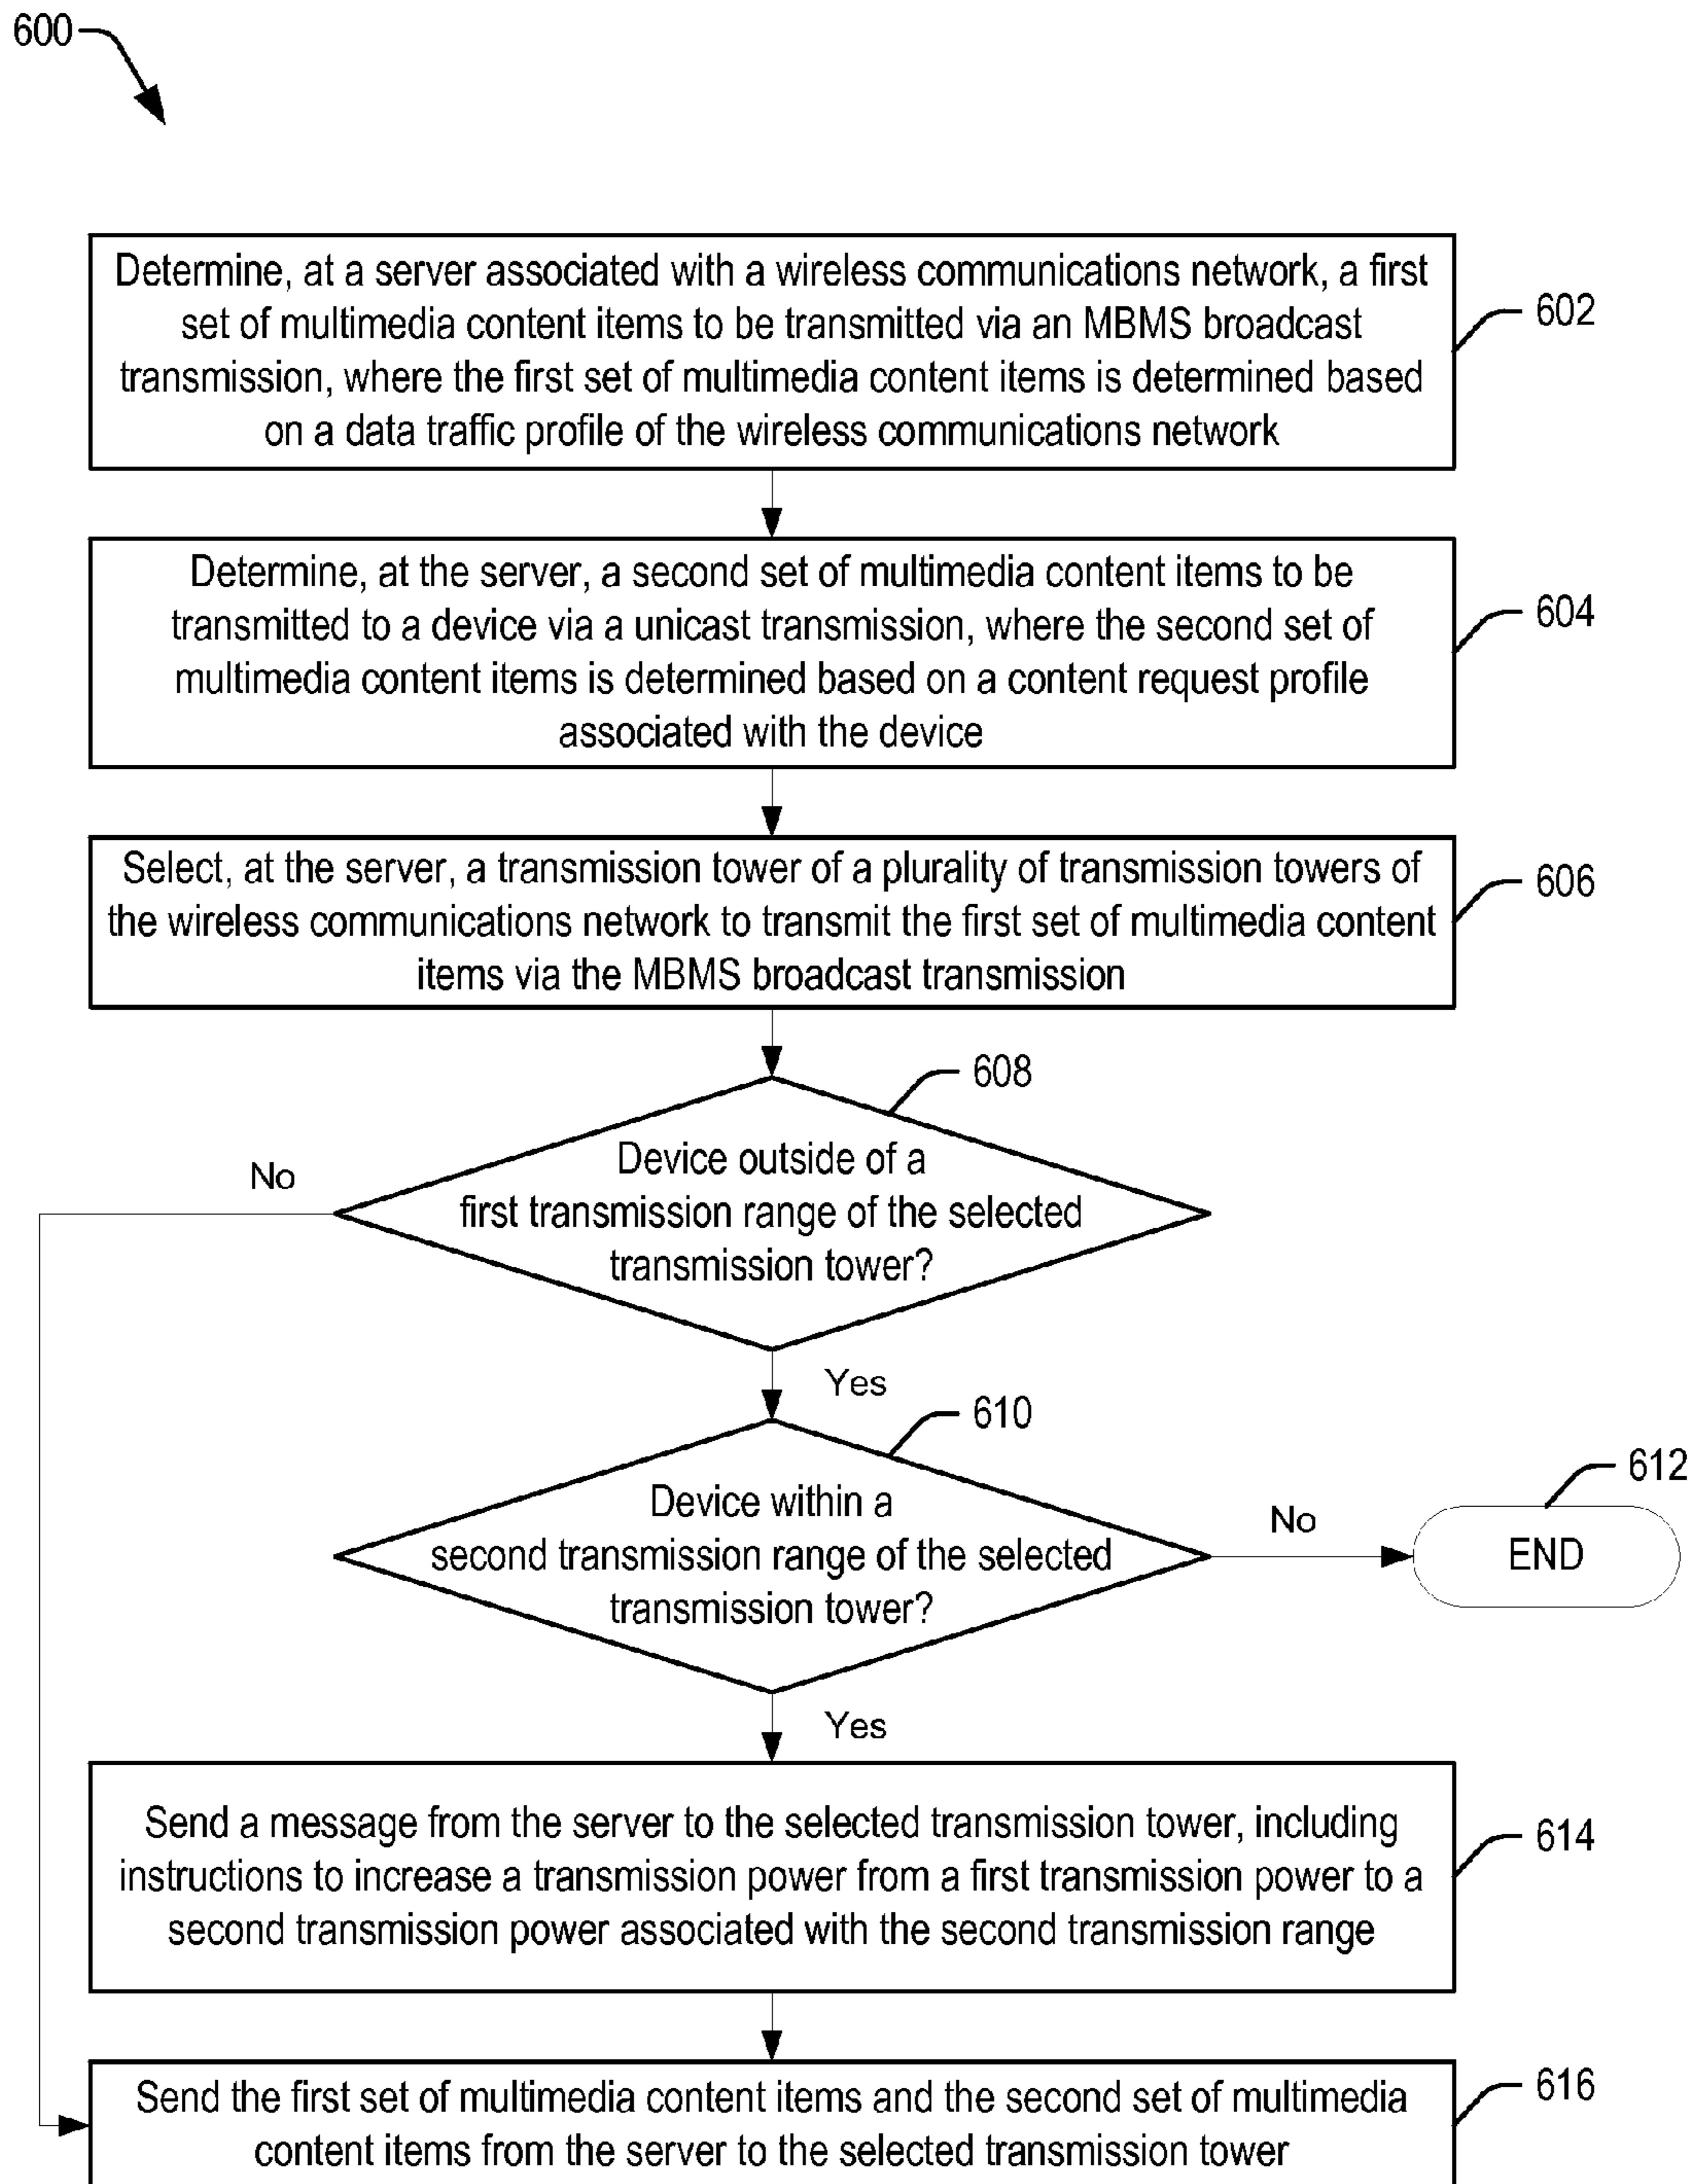 600
Determine, at a server associated with a wireless communications network, a first
set of multimedia content items to be transmitted via an MBMS broadcast
transmission, where the first set of multimedia content items is determined based
on a data traffic profile of the wireless communications network
602
Determine, at the server, a second set of multimedia content items to be
transmitted to a device via a unicast transmission, where the second set of
multimedia content items is determined based on a content request profile
associated with the device
604
Select, at the server, a transmission tower of a plurality of transmission towers of
the wireless communications network to transmit the first set of multimedia content
items via the MBMS broadcast transmission
606
608
Device outside of a
first transmission range of the selected
transmission tower?
No
Yes
610
Device within a
second transmission range of the selected
transmission tower?
No
612
END
Yes
Send a message from the server to the selected transmission tower, including
instructions to increase a transmission power from a first transmission power to a
second transmission power associated with the second transmission range
614
Send the first set of multimedia content items and the second set of multimedia
content items from the server to the selected transmission tower
616